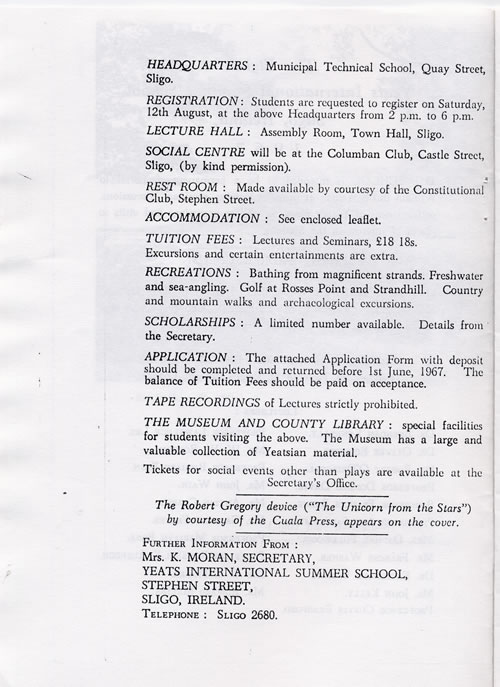 HEADQUARTERS : Municipal Technical School, Quay Street,
Sligo.
REGISTRATION: Students are requested to register on Saturday,
12th August, at the above Headquarters from 2 p.m. to 6 p.m.
LECTURE HALL : Assembly Room, Town Hall, Sligo.
SOCIAL CENTRE will be at the Columban Club, Castle Street,
Sligo, (by kind permission).
REST ROOM : Made available by courtesy of the Constitutional
Club, Stephen Street.
ACCOMMODATION : See enclosed leaflet.
TUITION FEES : Lectures and Seminars, £18 18s.
Excursions and certain entertainments are extra.
RECREATIONS : Bathing from magnificent strands. Freshwater
and sea-angling. Golf at Rosses Point and Strandhill. Country
and mountain walks and archaeological excursions.
SCHOLARSHIPS : A limited number available. Details from
the Secretary.
APPLICATION : The attached Application Form with deposit
should be completed and returned before 1st June, 1967. The
balance of Tuition Fees should be paid on acceptance.
TAPE RECORDINGS of Lectures strictly prohibited.
THE MUSEUM AND COUNTY LIBRARY : special facilities
for students visiting the above. The Museum has a large and
valuable collection of Yeatsian material.
Tickets for social events other than plays are available at the
Secretary's Office.
The Robert Gregory device ("The Unicorn from the Stars")
by courtesy of the Cuala Press, appears on the cover.
FURTHER INFORMATION FROM :
Mrs. K. MORAN, SECRETARY,
YEATS INTERNATIONAL SUMMER SCHOOL,
STEPHEN STREET,
SLIGO, IRELAND.
TELEPHONE : SLIGO 2680.